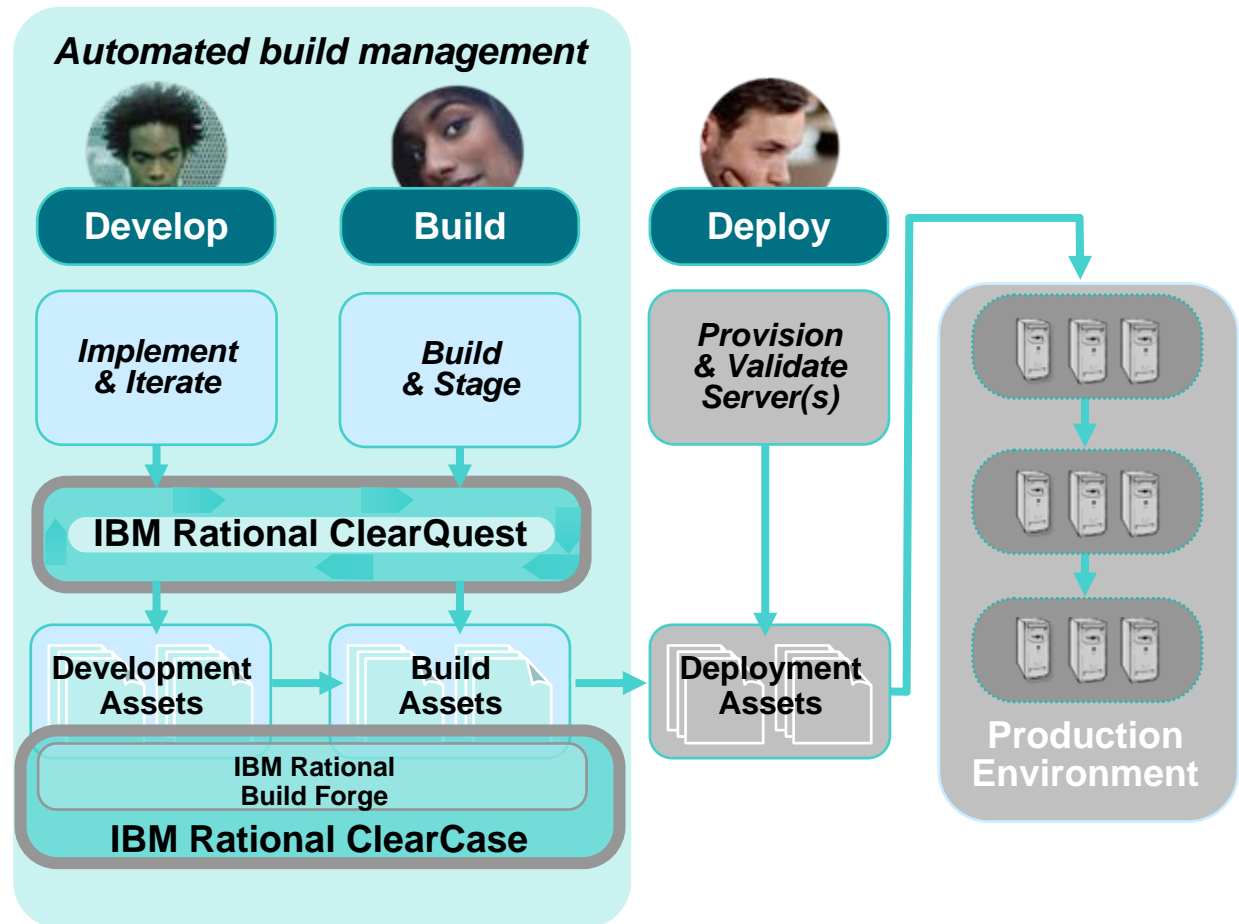 Automated build management
Develop
Build
Deploy
Implement
& Iterate
Build
& Stage
Provision
& Validate
Server(s)
IBM Rational ClearQuest
Development
Assets
Build
Assets
Deployment
Assets
Production
Environment
IBM Rational
Build Forge
IBM Rational ClearCase